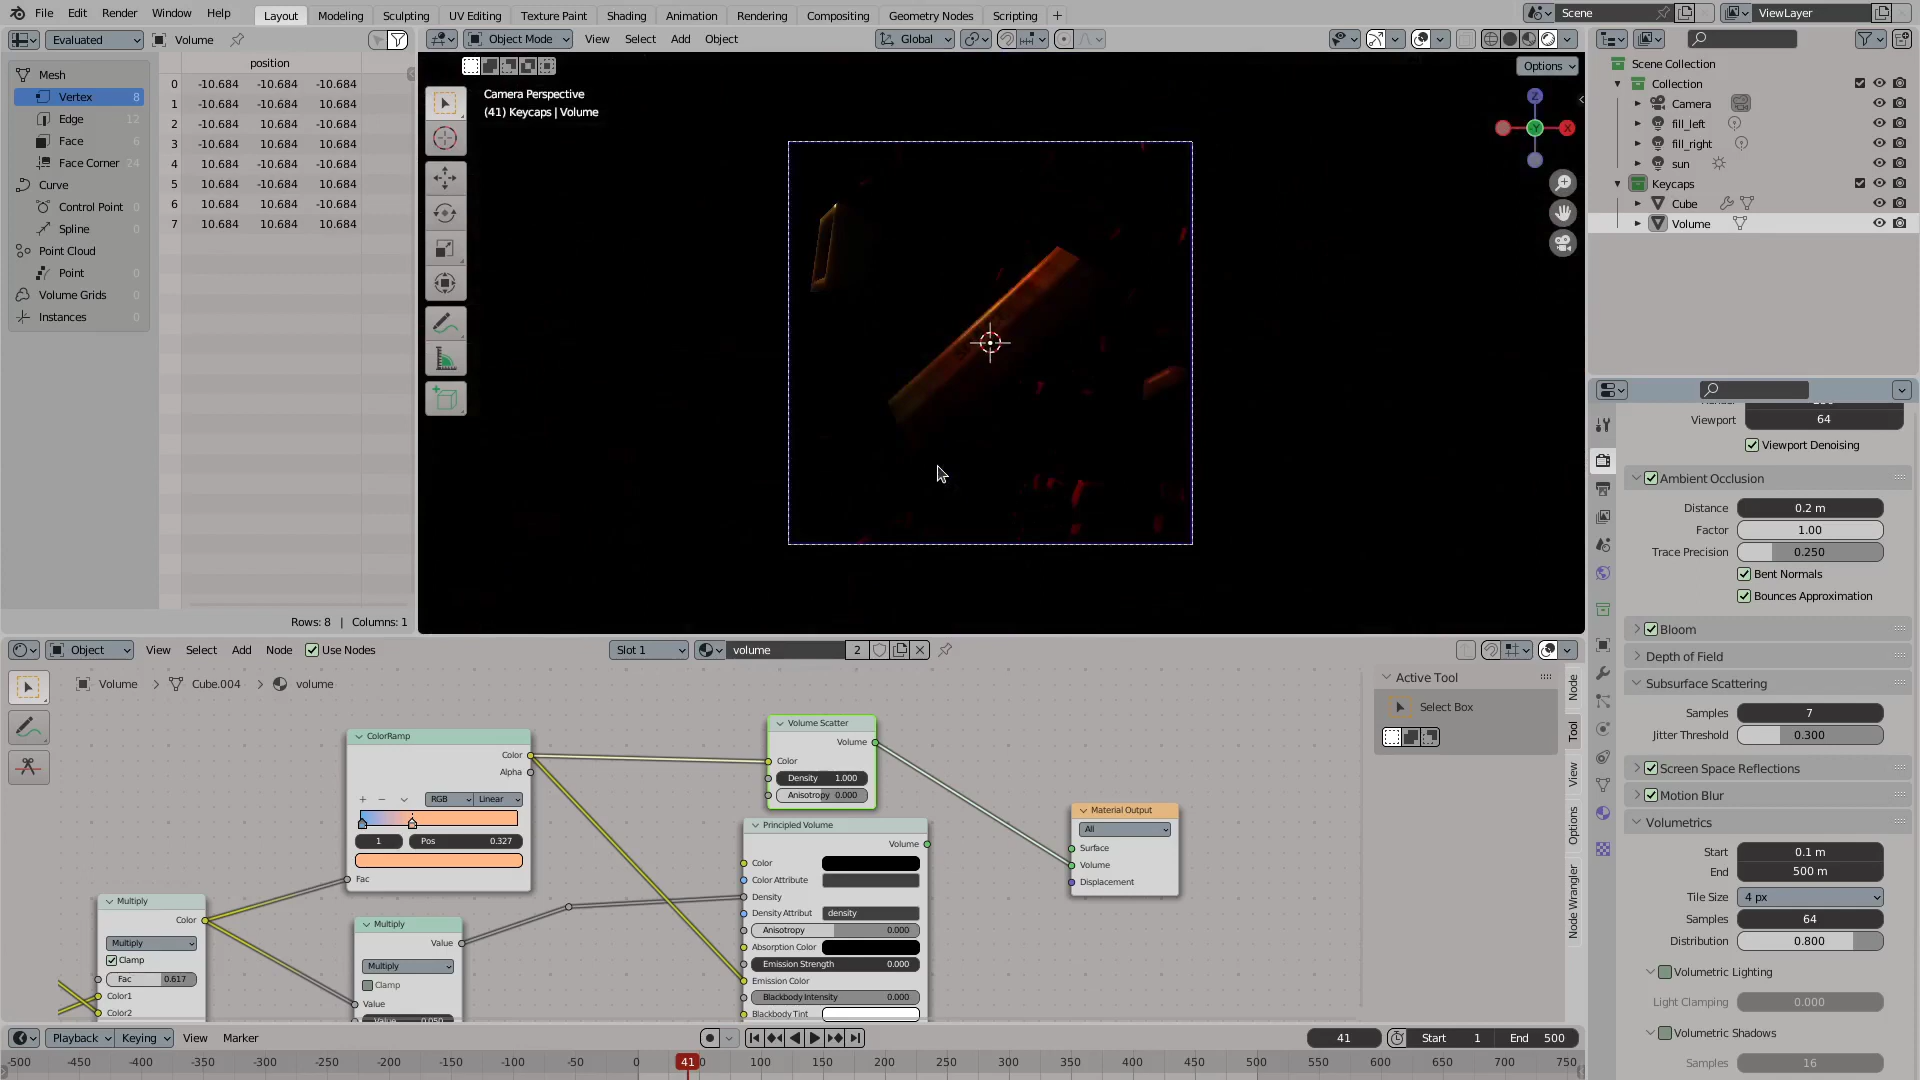 File Edit Render Window Help Layout Modeling Sculpting UV Editing Texture Paint Shading Animation Rendering Compositing Geometry Nodes Scripting + Scene ViewLayer
Evaluated Volume
Object Mode View Select Add Object Global
Options
position
Mesh
Vertex 8
Edge 12
Face 6
Face Corner 24
Curve
Control Point 0
Spline 0
Point Cloud
Point 0
Volume Grids 0
Instances 0
0 -10.684 -10.684 -10.684
1 -10.684 -10.684 10.684
2 -10.684 10.684 -10.684
3 -10.684 10.684 10.684
4 10.684 -10.684 -10.684
5 10.684 -10.684 10.684
6 10.684 10.684 -10.684
7 10.684 10.684 10.684
Rows: 8 | Columns: 1
Camera Perspective
(41) Keycaps | Volume
Z
Y
X
Scene Collection
Collection
Camera
fill_left
fill_right
sun
Keycaps
Cube
Volume
Viewport 64
Viewport Denoising
Ambient Occlusion
Distance 0.2 m
Factor 1.00
Trace Precision 0.250
Bent Normals
Bounces Approximation
Bloom
Depth of Field
Subsurface Scattering
Samples 7
Jitter Threshold 0.300
Screen Space Reflections
Motion Blur
Volumetrics
Start 0.1 m
End 500 m
Tile Size 4 px
Samples 64
Distribution 0.800
Volumetric Lighting
Light Clamping 0.000
Volumetric Shadows
Samples 16
Object View Select Add Node Use Nodes Slot 1 volume 2
Volume > Cube.004 > volume
ColorRamp
Color
Alpha
+ − RGB Linear
1 Pos 0.327
Fac
Multiply
Color
Multiply
Clamp
Fac 0.617
Color1
Color2
Multiply
Value
Multiply
Clamp
Value
Value 0.050
Volume Scatter
Volume
Color
Density 1.000
Anisotropy 0.000
Principled Volume
Volume
Color
Color Attribute
Density
Density Attribut density
Anisotropy 0.000
Absorption Color
Emission Strength 0.000
Emission Color
Blackbody Intensity 0.000
Blackbody Tint
Material Output
All
Surface
Volume
Displacement
Active Tool
Select Box
Node
Tool
View
Options
Node Wrangler
Playback Keying View Marker 41 Start 1 End 500
-500 -450 -400 -350 -300 -250 -200 -150 -100 -50 0 41 100 150 200 250 300 350 400 450 500 550 600 650 700 750